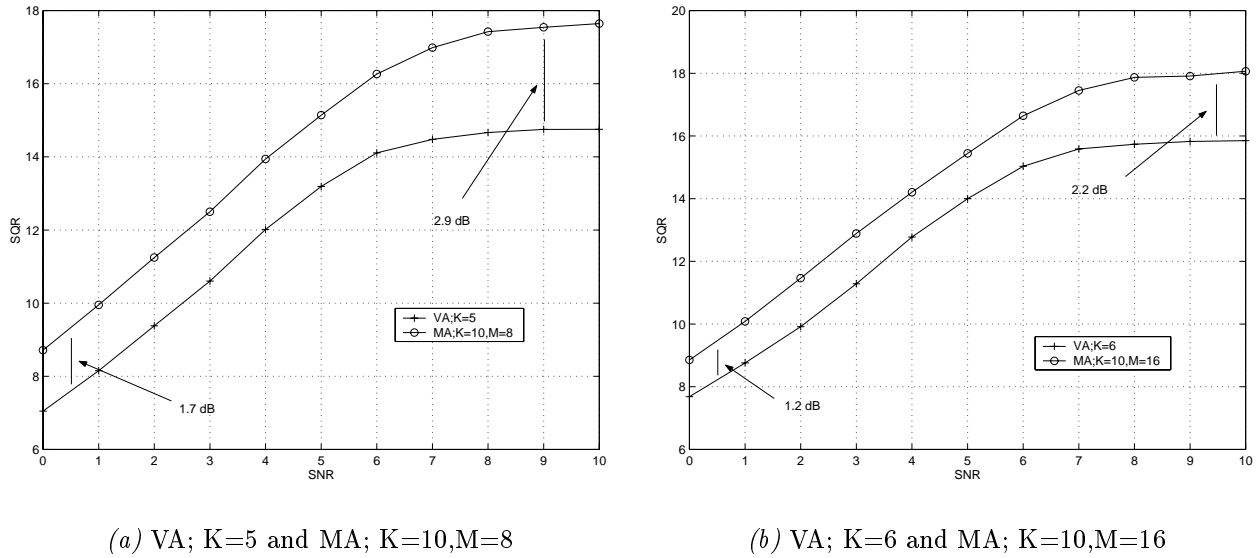 18
16
14
12
10
8
6
SQR
0 1 2 3 4 5 6 7 8 9 10
SNR
2.9 dB
1.7 dB
VA;K=5
MA;K=10,M=8
(a) VA; K=5 and MA; K=10,M=8
20
18
16
14
12
10
8
6
SQR
0 1 2 3 4 5 6 7 8 9 10
SNR
2.2 dB
1.2 dB
VA;K=6
MA;K=10,M=16
(b) VA; K=6 and MA; K=10,M=16